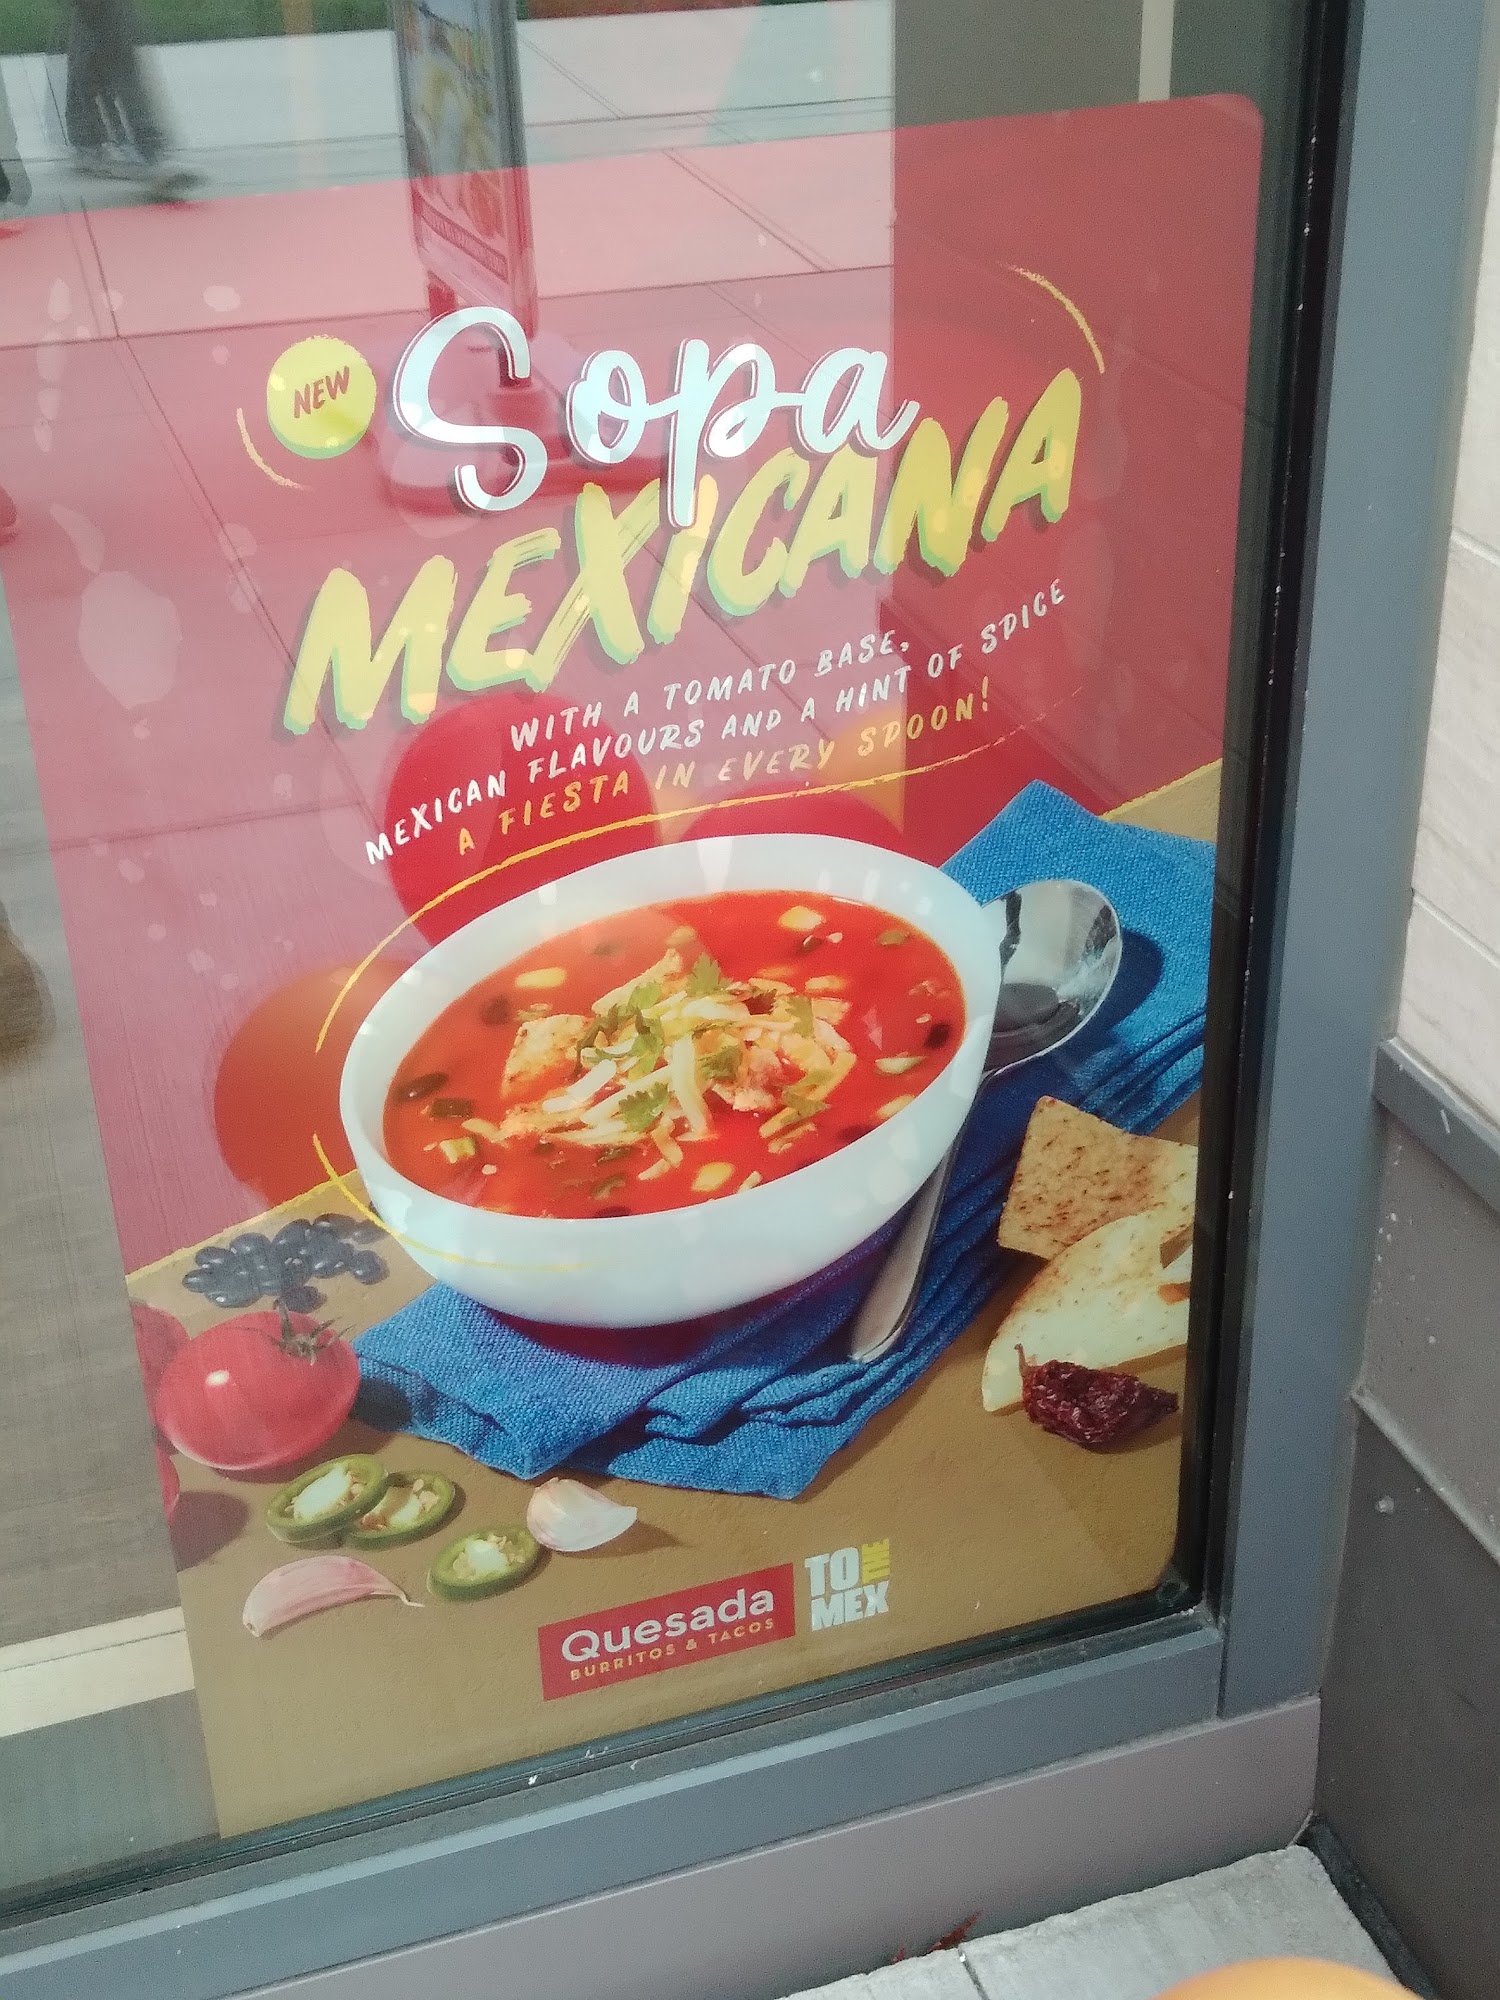 NEW
Sopa
MEXICANA
WITH A TOMATO BASE,
MEXICAN FLAVOURS AND A HINT OF SPICE
A FIESTA IN EVERY SPOON!
Quesada
BURRITOS & TACOS
TO THE
MEX